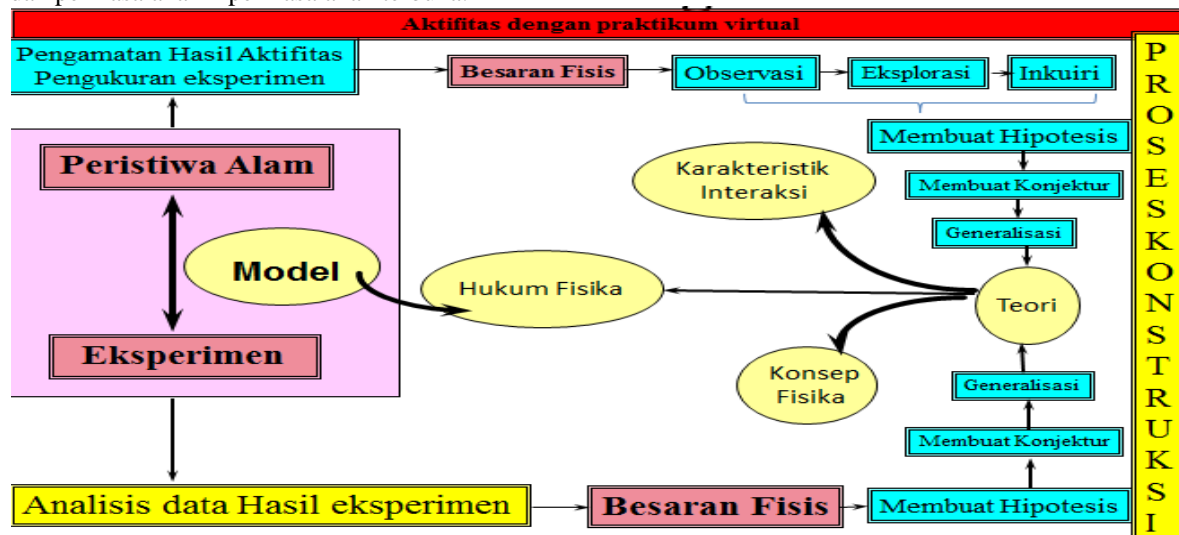 Aktifitas dengan praktikum virtual
Pengamatan Hasil Aktifitas
Pengukuran eksperimen
Besaran Fisis
Observasi
Eksplorasi
Inkuiri
Membuat Hipotesis
Membuat Konjektur
Generalisasi
Peristiwa Alam
Model
Eksperimen
Karakteristik
Interaksi
Hukum Fisika
Teori
Konsep
Fisika
Generalisasi
Membuat Konjektur
Analisis data Hasil eksperimen
Besaran Fisis
Membuat Hipotesis
PROSESKONSTRUKSI